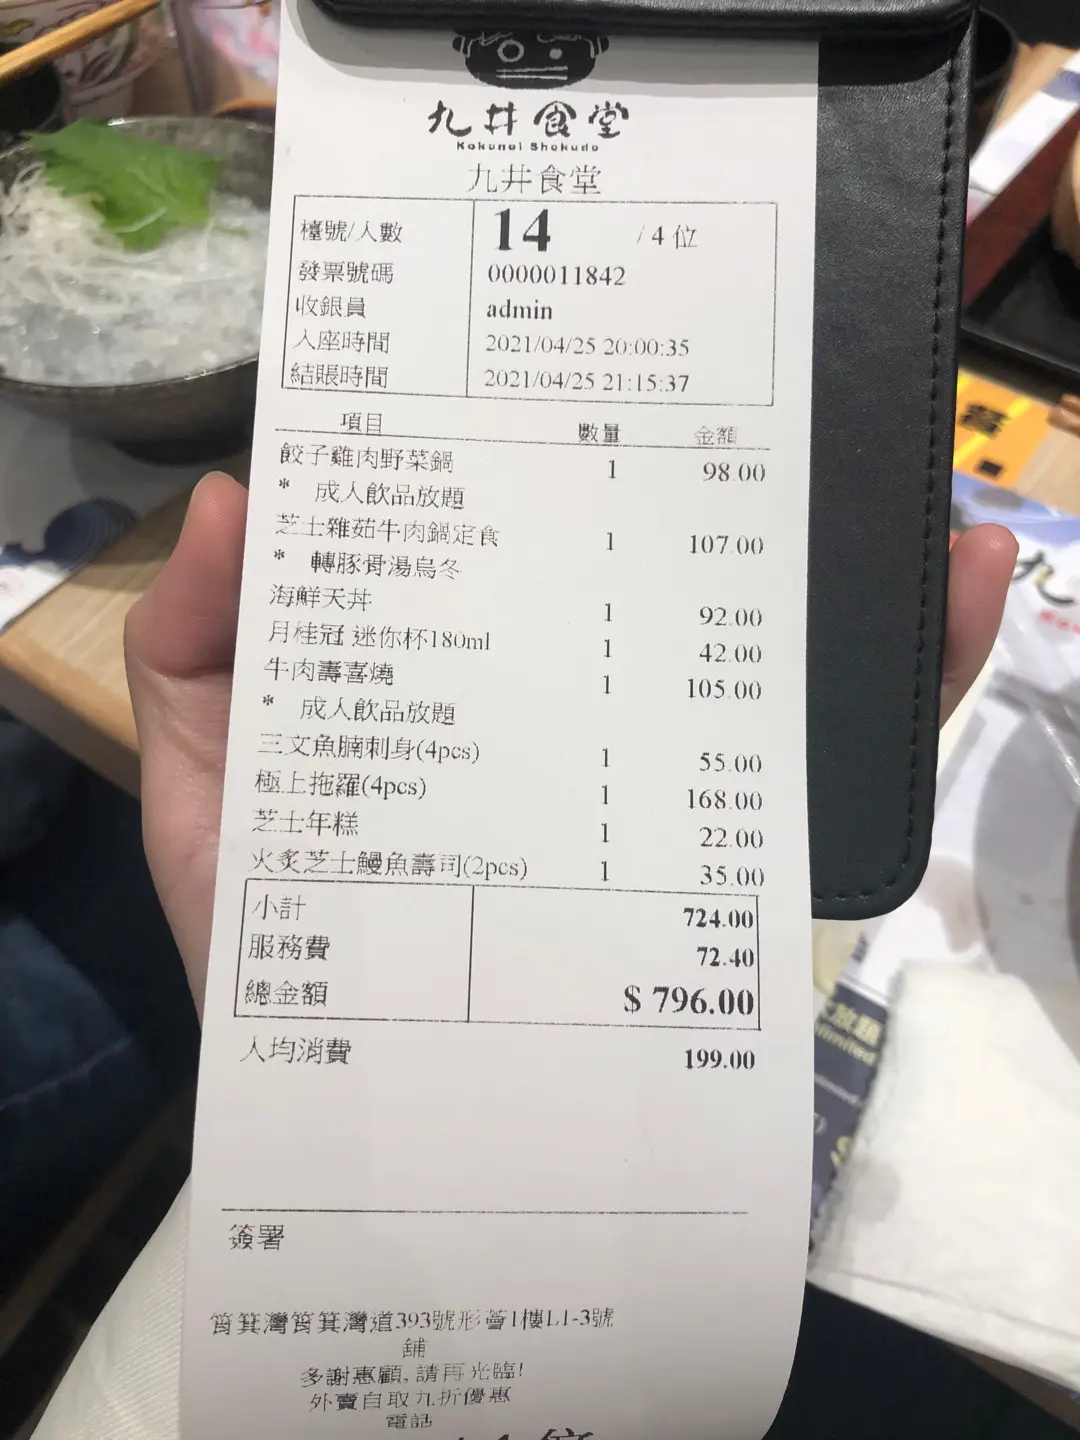 九井食堂
Kokonoi Shokudo
九井食堂
檯號/人數 14 / 4 位
發票號碼 0000011842
收銀員 admin
入座時間 2021/04/25 20:00:35
結賬時間 2021/04/25 21:15:37
項目 數量 金額
餃子雞肉野菜鍋 1 98.00
* 成人飲品放題
芝士雜茹牛肉鍋定食 1 107.00
* 轉豚骨湯烏冬
海鮮天丼 1 92.00
月桂冠 迷你杯180ml 1 42.00
牛肉壽喜燒 1 105.00
* 成人飲品放題
三文魚腩刺身(4pcs) 1 55.00
極上拖羅(4pcs) 1 168.00
芝士年糕 1 22.00
火炙芝士鰻魚壽司(2pcs) 1 35.00
小計 724.00
服務費 72.40
總金額 $ 796.00
人均消費 199.00
簽署
筲箕灣筲箕灣道393號形薈1樓L1-3號
舖
多謝惠顧, 請再光臨!
外賣自取九折優惠
電話